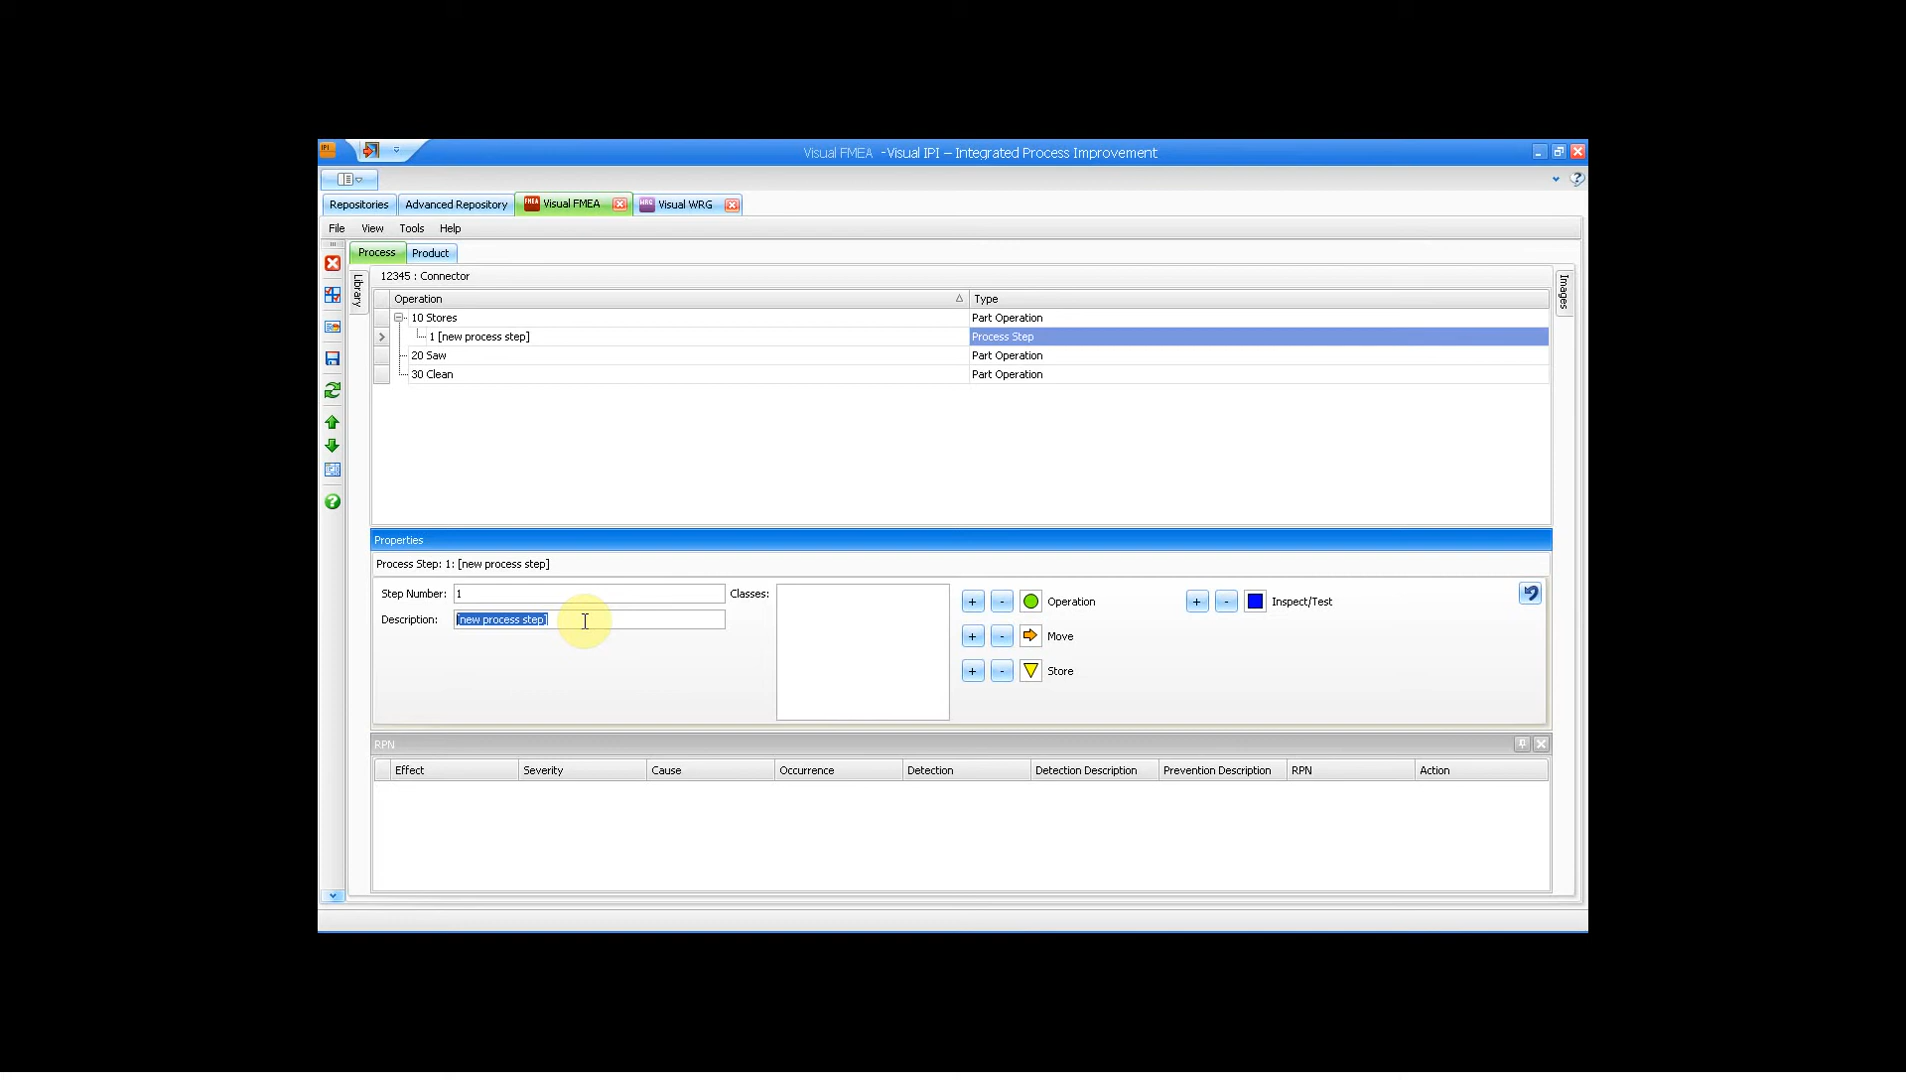 IPI
Visual FMEA -Visual IPI – Integrated Process Improvement
Repositories Advanced Repository FMEA Visual FMEA WRG Visual WRG
File View Tools Help
Process Product
Library
Images
12345 : Connector
Operation Type
10 Stores Part Operation
1 [new process step] Process Step
20 Saw Part Operation
30 Clean Part Operation
Properties
Process Step: 1: [new process step]
Step Number: 1 Classes: + - Operation + - Inspect/Test
Description: [new process step]
+ - Move
+ - Store
RPN
Effect Severity Cause Occurrence Detection Detection Description Prevention Description RPN Action